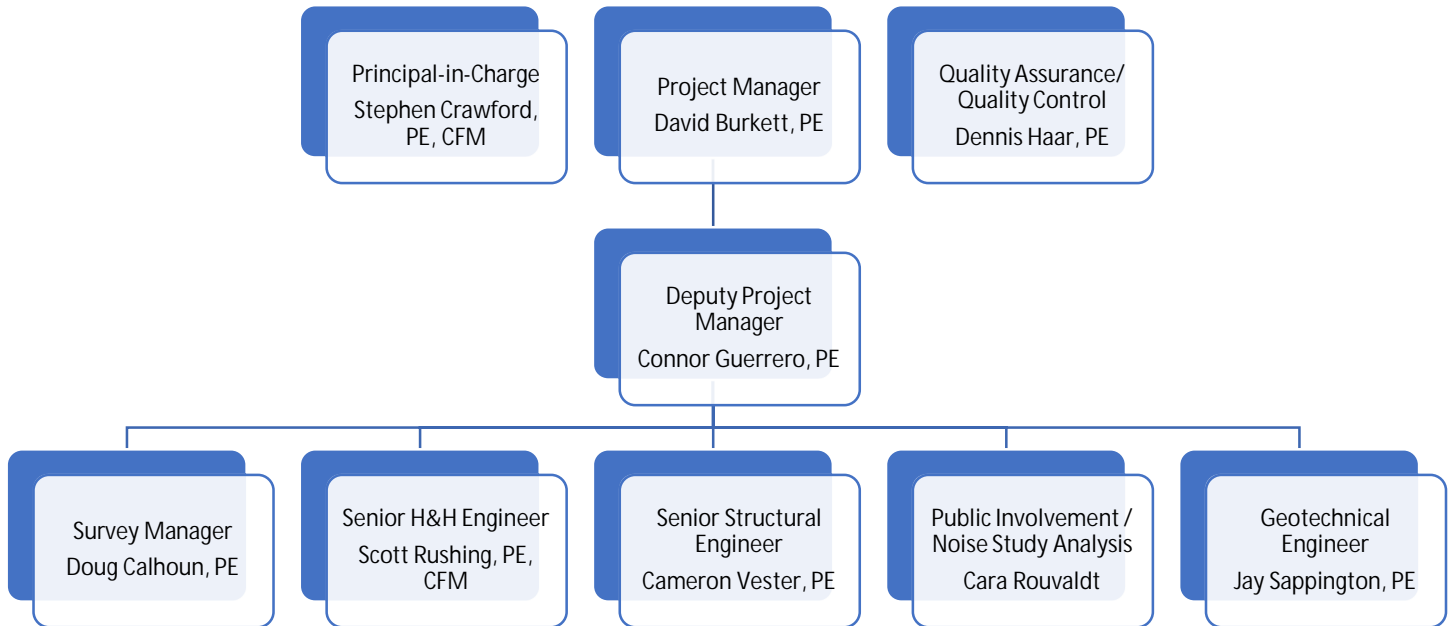 Principal-in-Charge
Stephen Crawford,
PE, CFM
Project Manager
David Burkett, PE
Quality Assurance/
Quality Control
Dennis Haar, PE
Deputy Project
Manager
Connor Guerrero, PE
Survey Manager
Doug Calhoun, PE
Senior H&H Engineer
Scott Rushing, PE,
CFM
Senior Structural
Engineer
Cameron Vester, PE
Public Involvement /
Noise Study Analysis
Cara Rouvaldt
Geotechnical
Engineer
Jay Sappington, PE